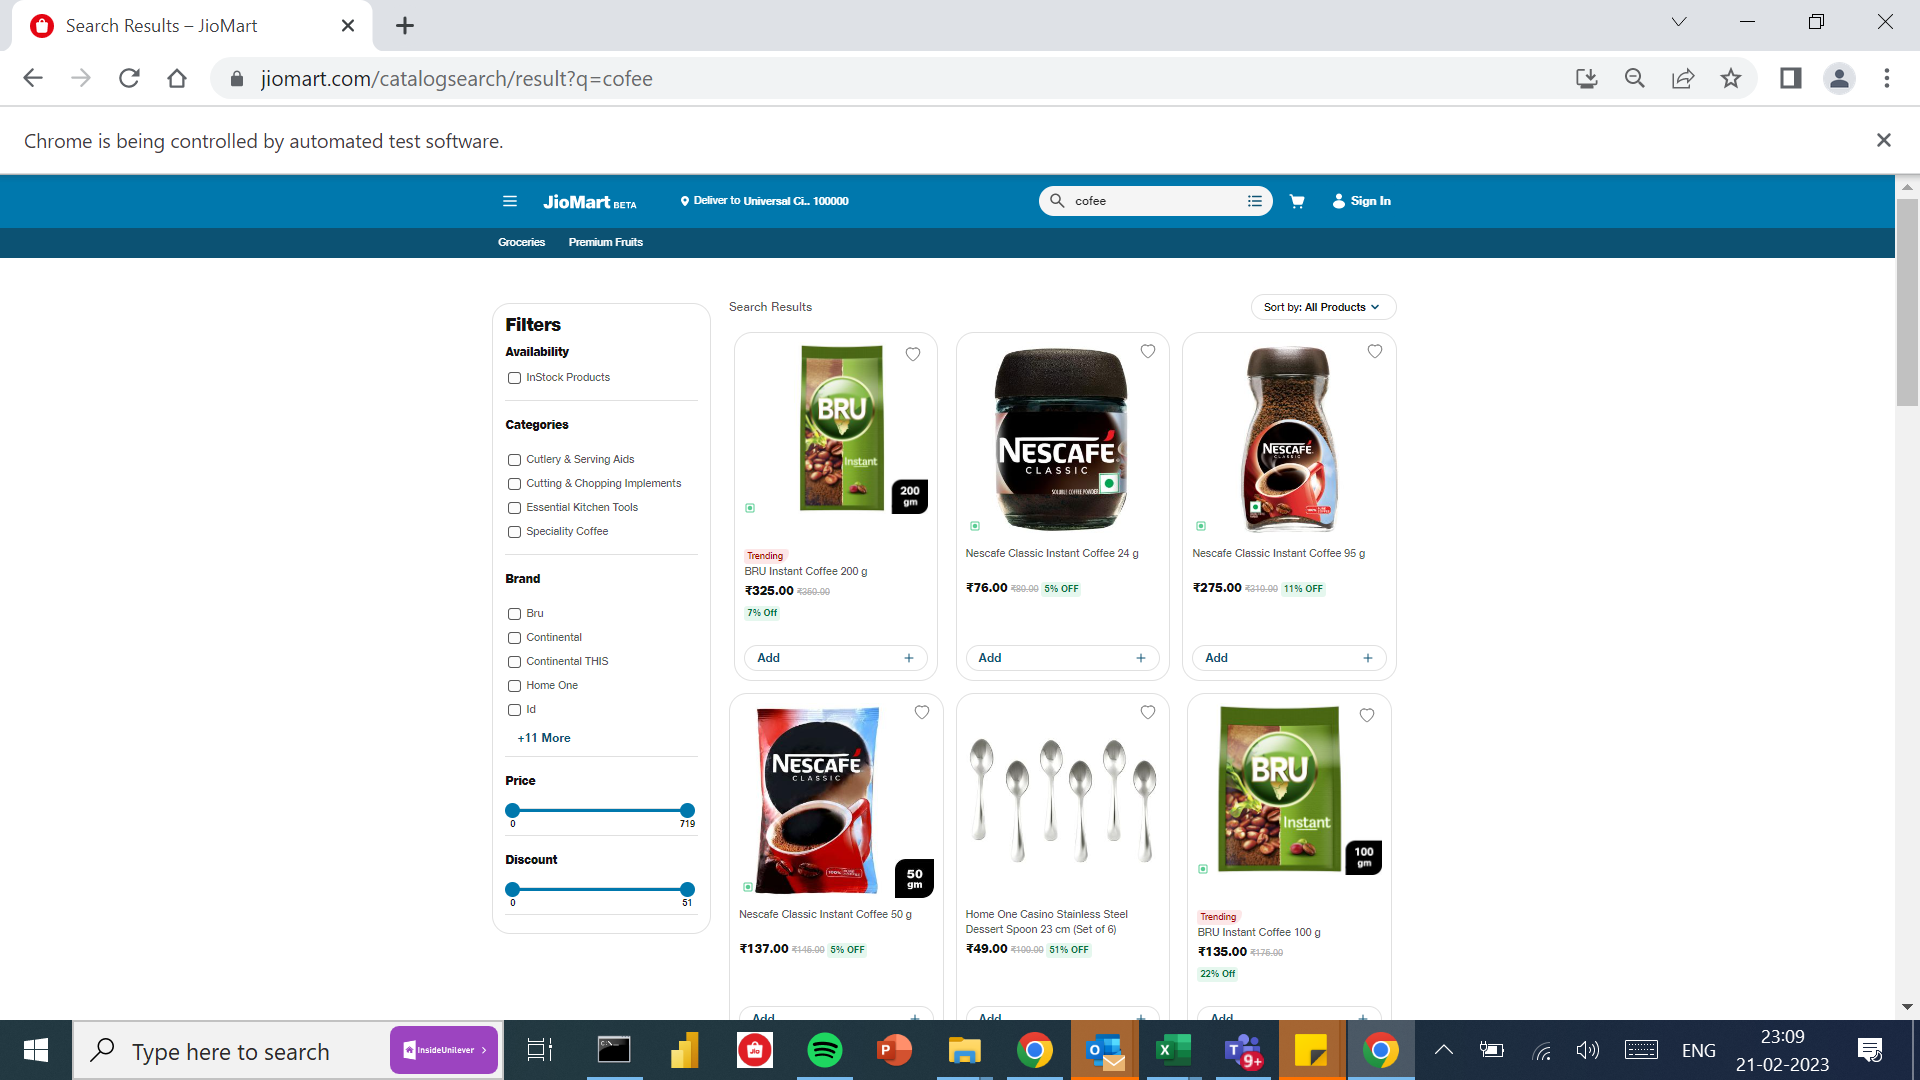 Search Results – JioMart
jiomart.com/catalogsearch/result?q=cofee
Chrome is being controlled by automated test software.
JioMart BETA
Deliver to Universal Ci.. 100000
cofee
Sign In
Groceries
Premium Fruits
Filters
Availability
InStock Products
Categories
Cutlery & Serving Aids
Cutting & Chopping Implements
Essential Kitchen Tools
Speciality Coffee
Brand
Bru
Continental
Continental THIS
Home One
Id
+11 More
Price
0
719
Discount
0
51
Search Results
Sort by: All Products
BRU
Instant
200
gm
Trending
BRU Instant Coffee 200 g
₹325.00 ₹350.00
7% Off
Add +
NESCAFÉ
CLASSIC
SOLUBLE COFFEE POWDER
Nescafe Classic Instant Coffee 24 g
₹76.00 ₹80.00 5% OFF
Add +
NESCAFÉ
CLASSIC
Nescafe Classic Instant Coffee 95 g
₹275.00 ₹310.00 11% OFF
Add +
NESCAFÉ
CLASSIC
50
gm
Nescafe Classic Instant Coffee 50 g
₹137.00 ₹145.00 5% OFF
Add +
Home One Casino Stainless Steel
Dessert Spoon 23 cm (Set of 6)
₹49.00 ₹100.00 51% OFF
Add +
BRU
Instant
100
gm
Trending
BRU Instant Coffee 100 g
₹135.00 ₹175.00
22% Off
Add +
Type here to search
InsideUnilever
Jio
9+
ENG
23:09
21-02-2023